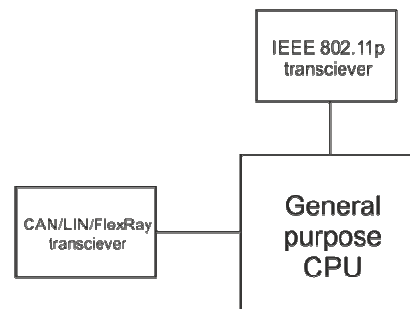 IEEE 802.11p
transciever
CAN/LIN/FlexRay
transciever
General
purpose
CPU